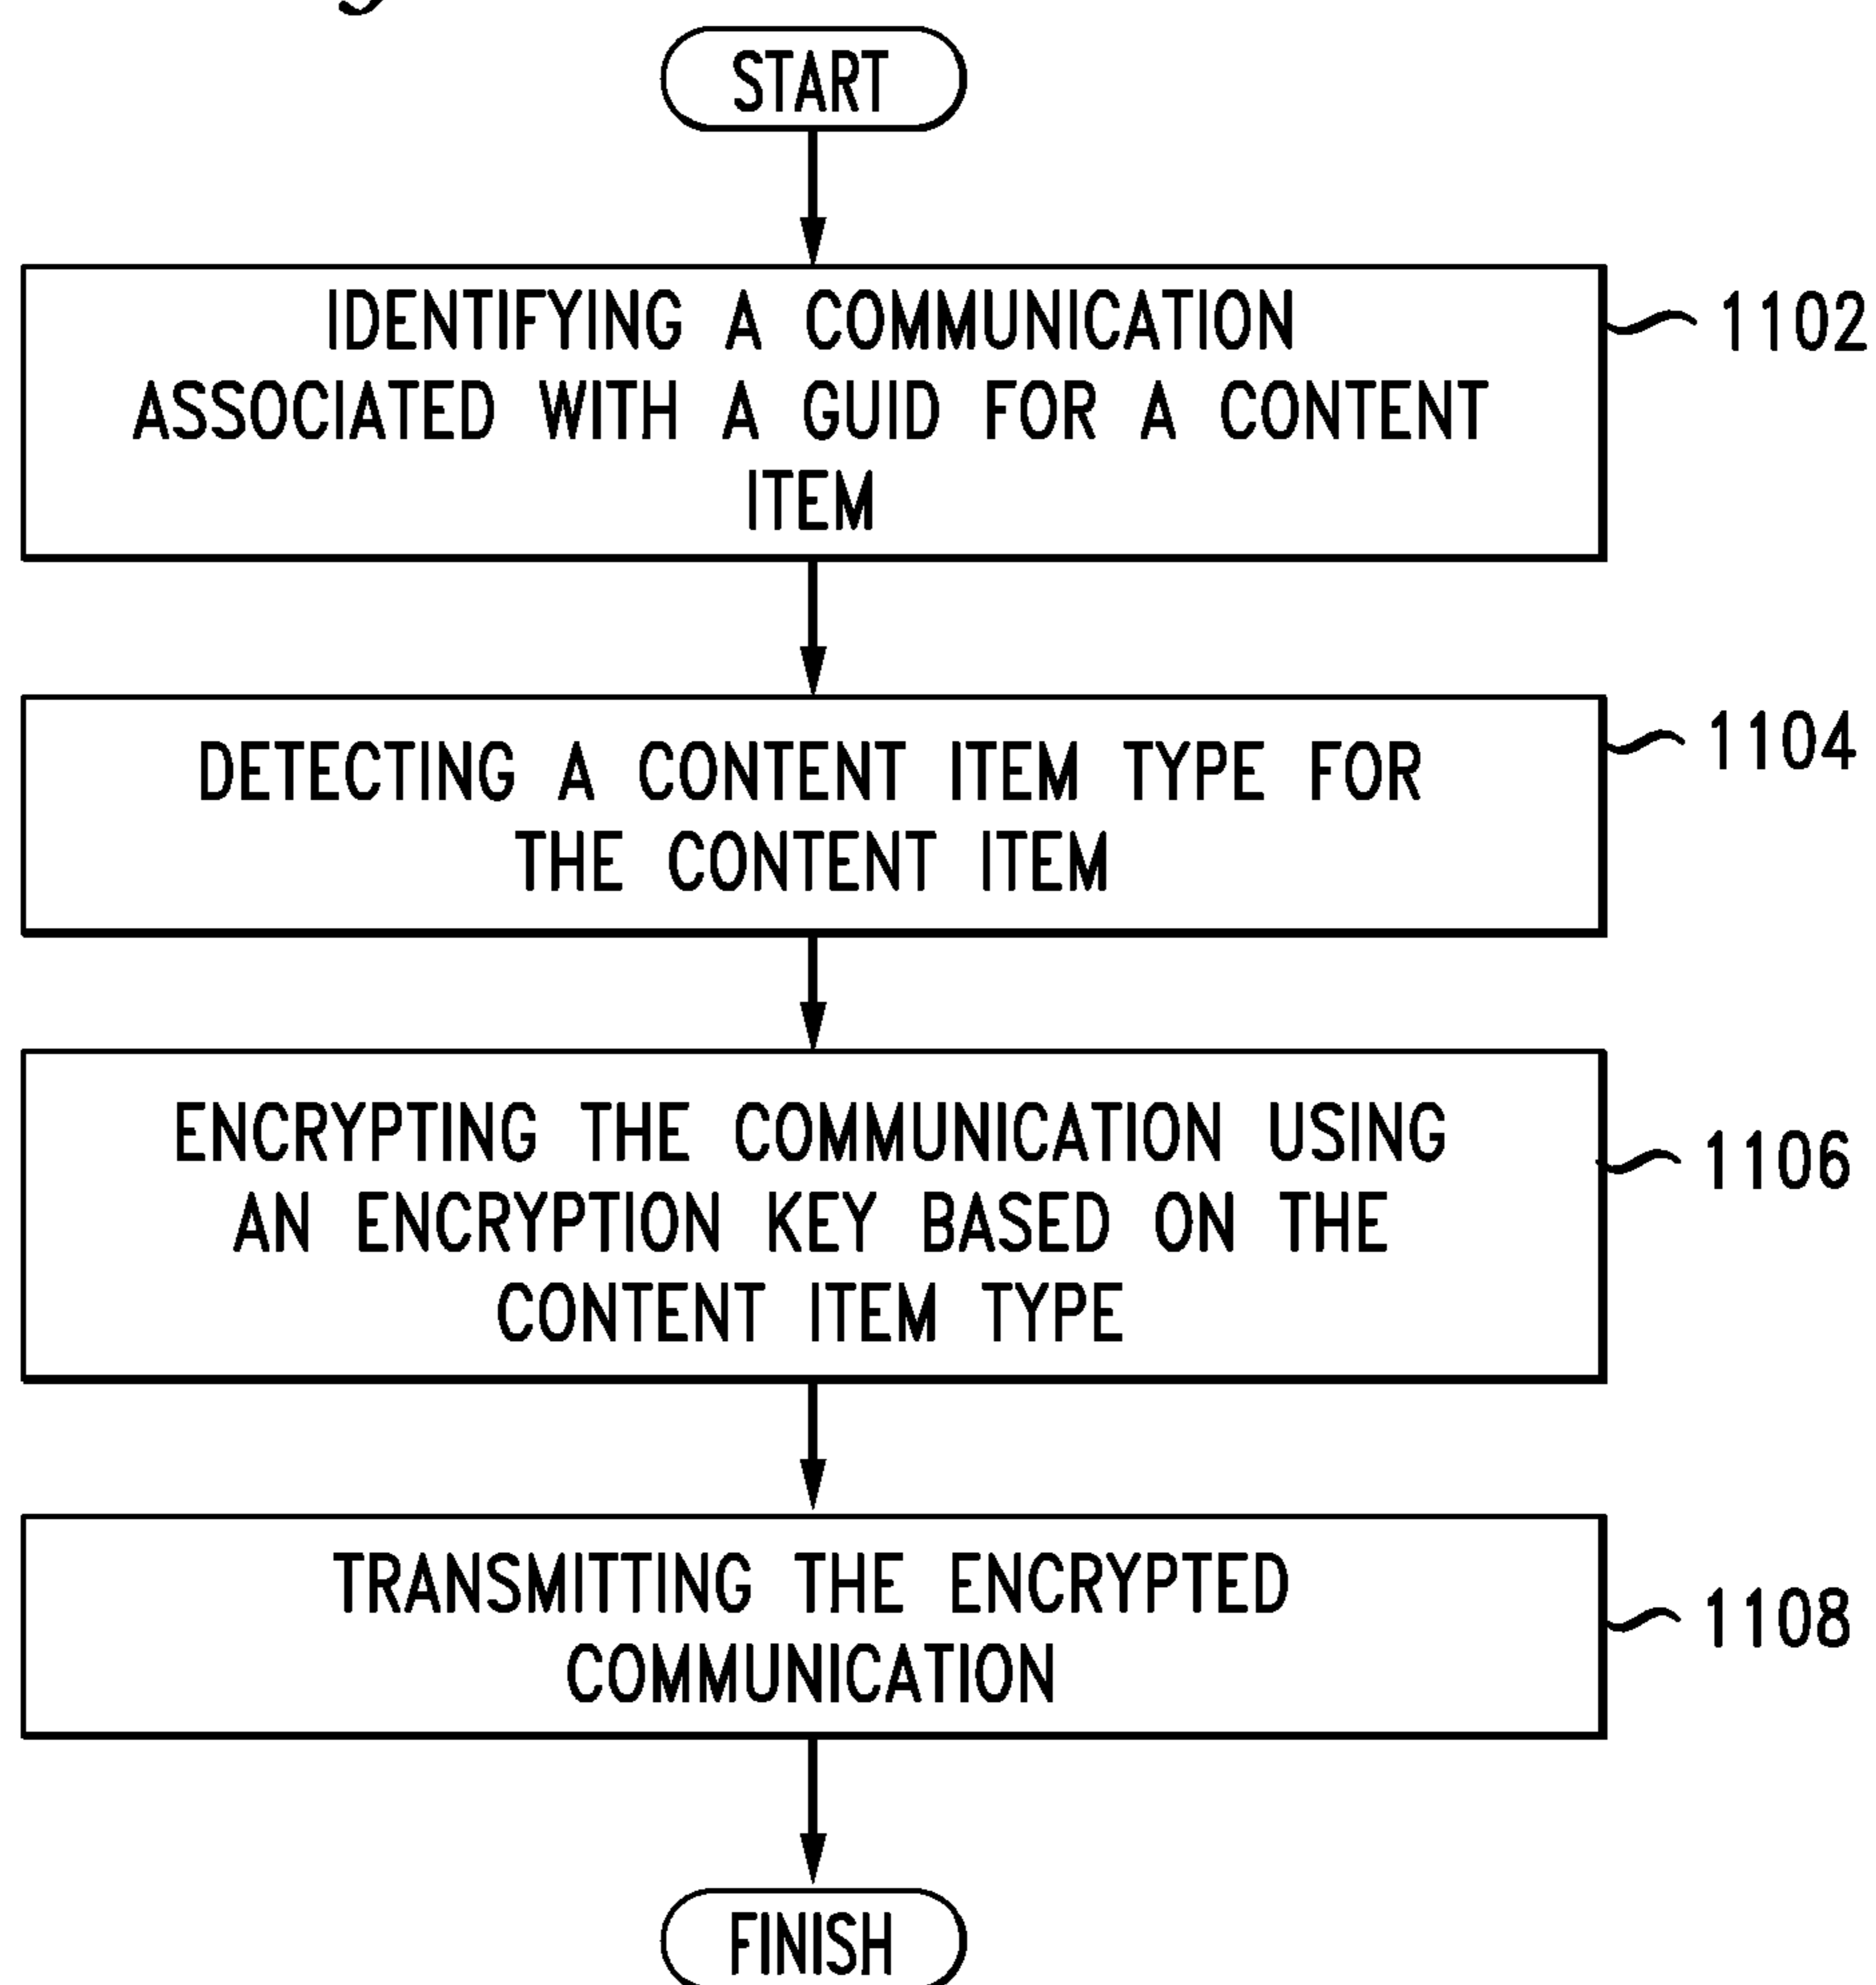 START
IDENTIFYING A COMMUNICATION
ASSOCIATED WITH A GUID FOR A CONTENT
ITEM
1102
DETECTING A CONTENT ITEM TYPE FOR
THE CONTENT ITEM
1104
ENCRYPTING THE COMMUNICATION USING
AN ENCRYPTION KEY BASED ON THE
CONTENT ITEM TYPE
1106
TRANSMITTING THE ENCRYPTED
COMMUNICATION
1108
FINISH